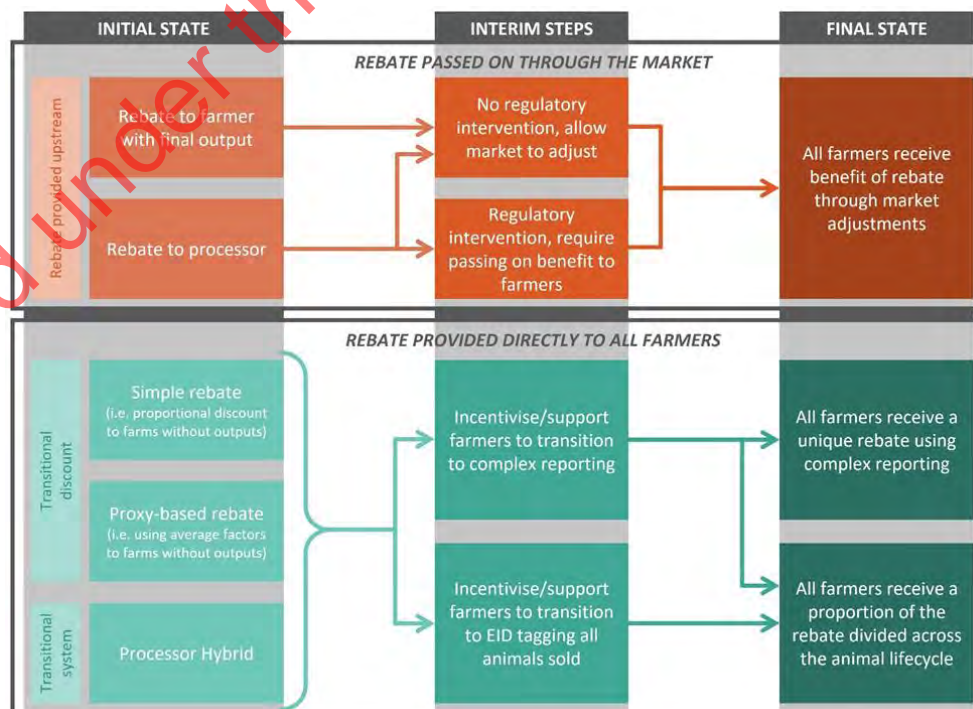 INITIAL STATE
INTERIM STEPS
FINAL STATE
REBATE PASSED ON THROUGH THE MARKET
Rebate provided upstream
Rebate to farmer
with final output
Rebate to processor
No regulatory
intervention, allow
market to adjust
Regulatory
intervention, require
passing on benefit to
farmers
All farmers receive
benefit of rebate
through market
adjustments
REBATE PROVIDED DIRECTLY TO ALL FARMERS
Transitional
discount
Simple rebate
(i.e. proportional discount
to farms without outputs)
Proxy-based rebate
(i.e. using average factors
to farms without outputs)
Transitional
system
Processor Hybrid
Incentivise/support
farmers to transition
to complex reporting
Incentivise/support
farmers to transition
to EID tagging all
animals sold
All farmers receive a
unique rebate using
complex reporting
All farmers receive a
proportion of the
rebate divided across
the animal lifecycle
under